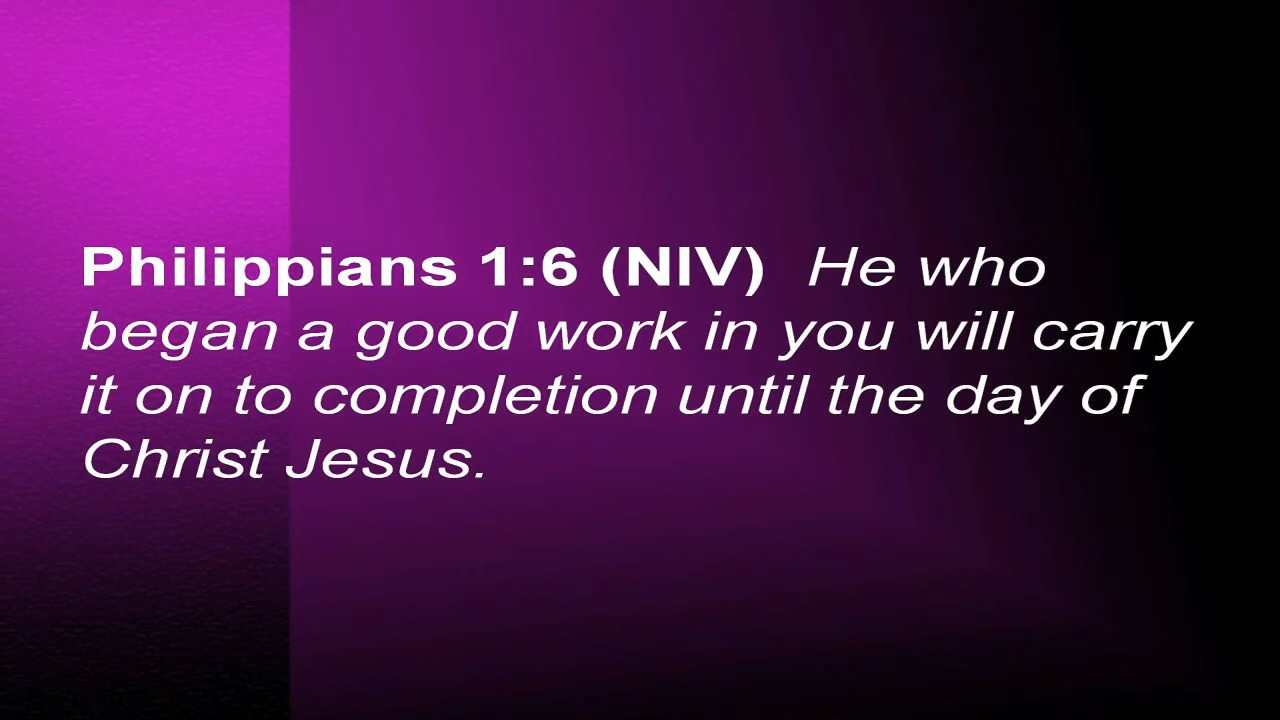 Philippians 1:6 (NIV)  He who
began a good work in you will carry
it on to completion until the day of
Christ Jesus.